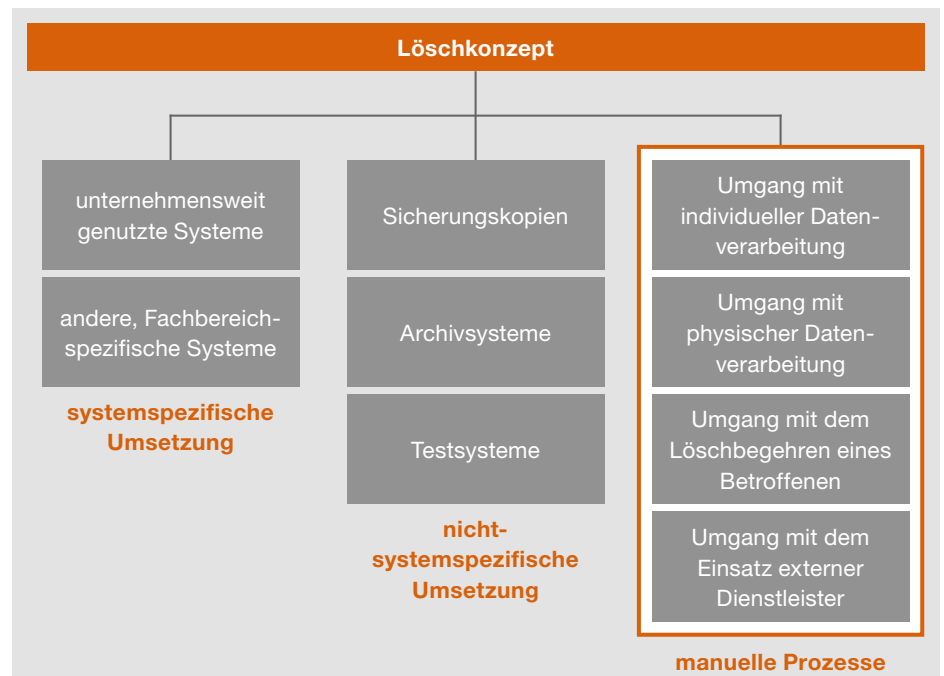 Löschkonzept
unternehmensweit
genutzte Systeme
andere, Fachbereich-
spezifische Systeme
systemspezifische
Umsetzung
Sicherungskopien
Archivsysteme
Testsysteme
nicht-
systemspezifische
Umsetzung
Umgang mit
individueller Daten-
verarbeitung
Umgang mit
physischer Daten-
verarbeitung
Umgang mit dem
Löschbegehren eines
Betroffenen
Umgang mit dem
Einsatz externer
Dienstleister
manuelle Prozesse